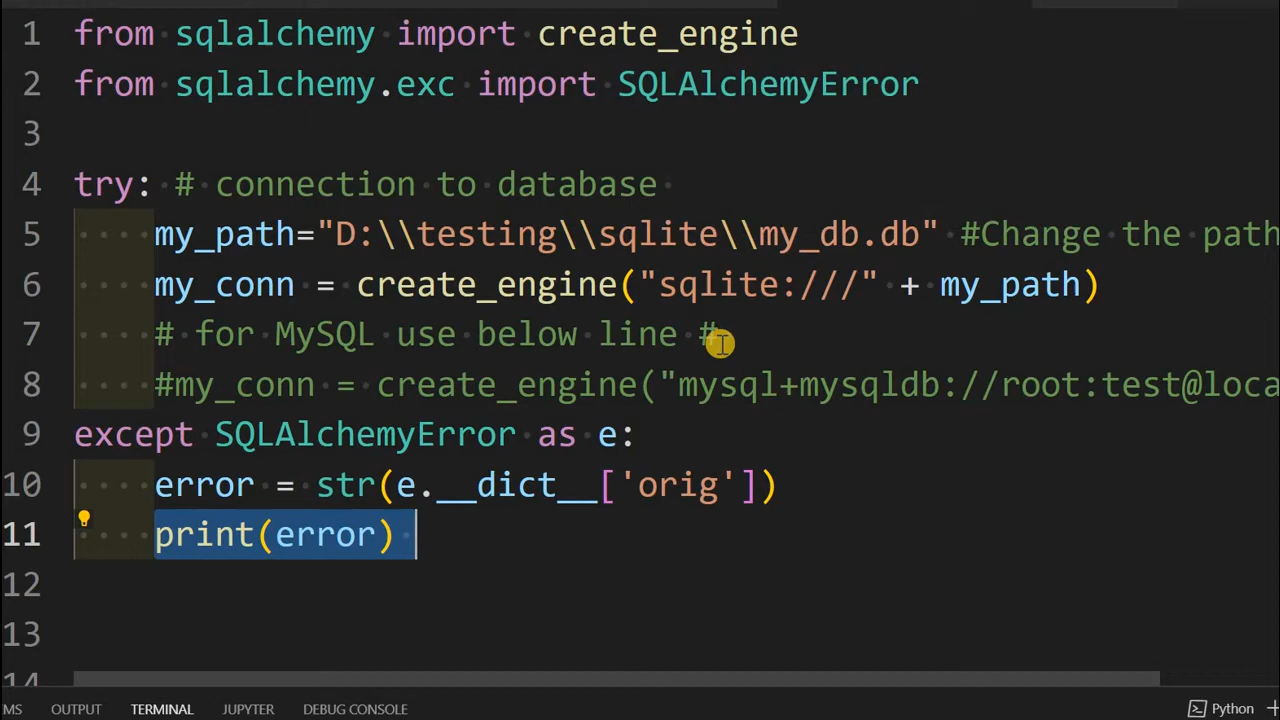 1 from sqlalchemy import create_engine
2 from sqlalchemy.exc import SQLAlchemyError
3
4 try: # connection to database
5     my_path="D:\\testing\\sqlite\\my_db.db" #Change the path
6     my_conn = create_engine("sqlite:///" + my_path)
7     # for MySQL use below line #
8     #my_conn = create_engine("mysql+mysqldb://root:test@loca
9 except SQLAlchemyError as e:
10     error = str(e.__dict__['orig'])
11     print(error)
12
13
14
MS OUTPUT TERMINAL JUPYTER DEBUG CONSOLE Python